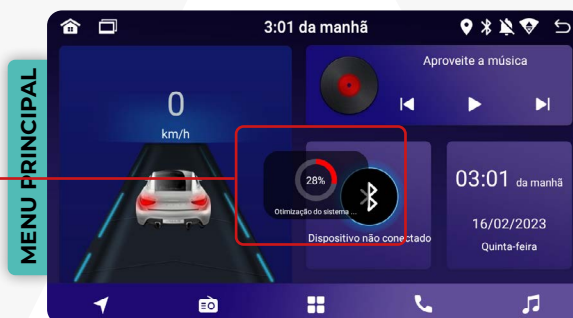 MENU PRINCIPAL
3:01 da manhã
0
km/h
Aproveite a música
28%
Otimização do sistema ...
Dispositivo não conectado
03:01 da manhã
16/02/2023
Quinta-feira